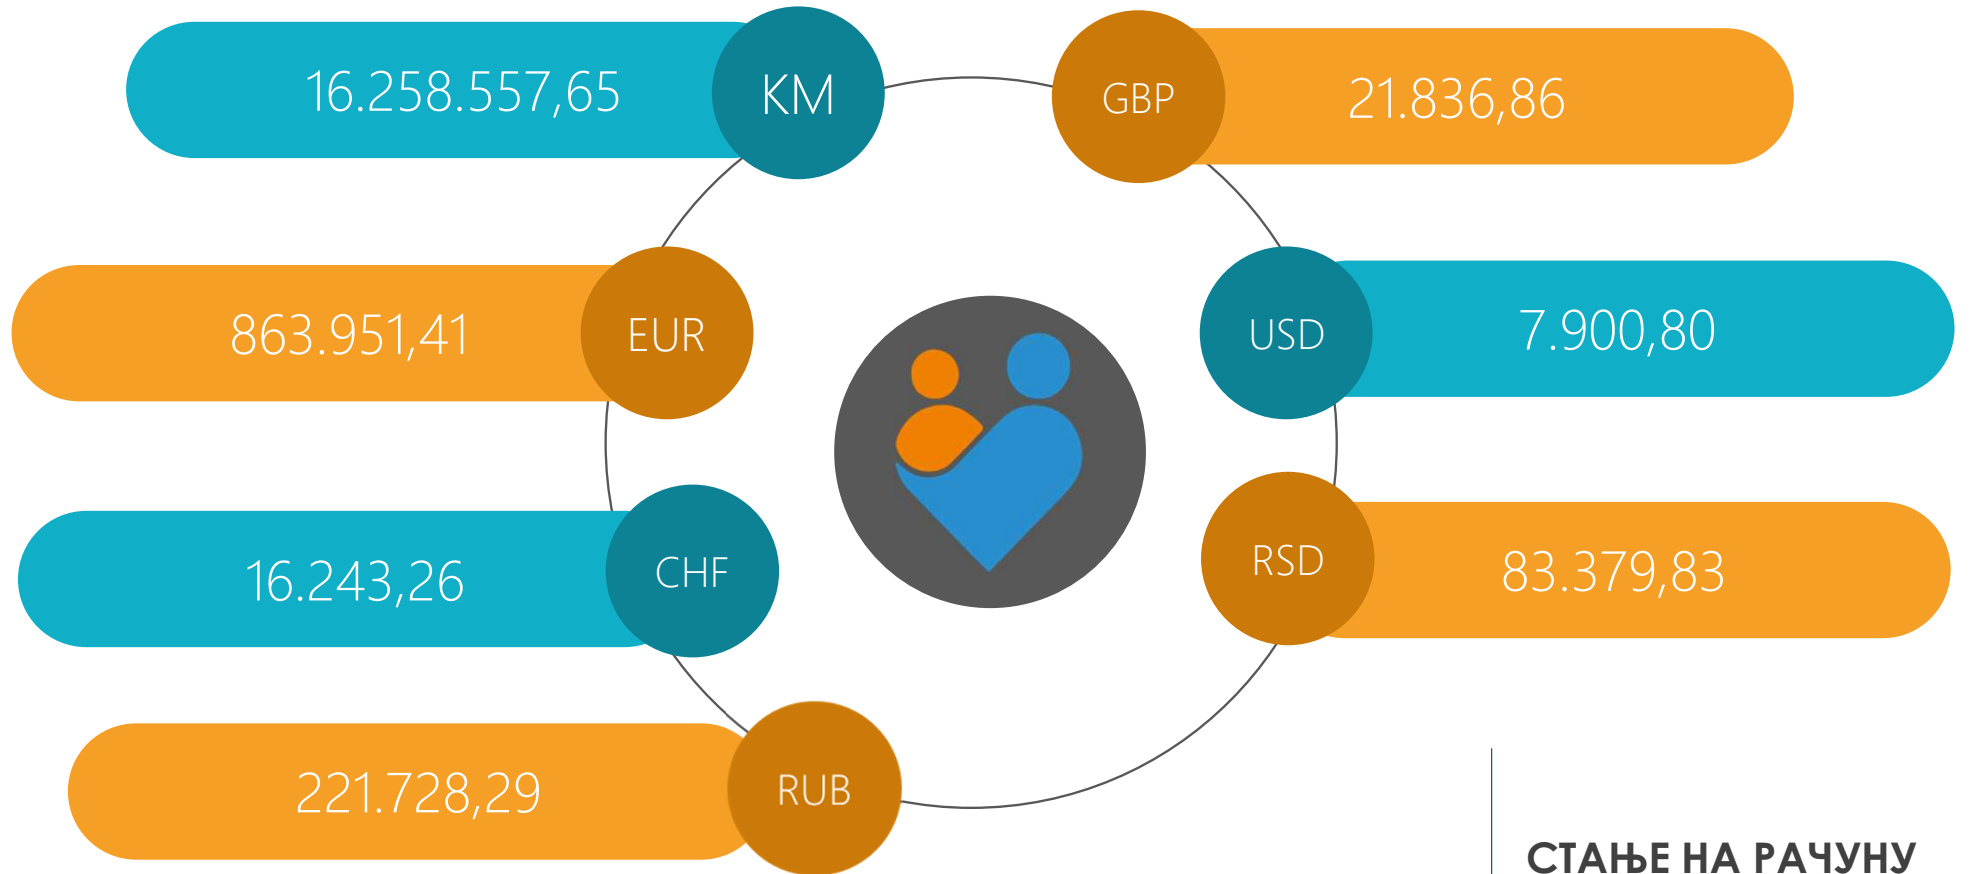 16.258.557,65
KM
GBP
21.836,86
863.951,41
EUR
USD
7.900,80
16.243,26
CHF
RSD
83.379,83
221.728,29
RUB
СТАЊЕ НА РАЧУНУ